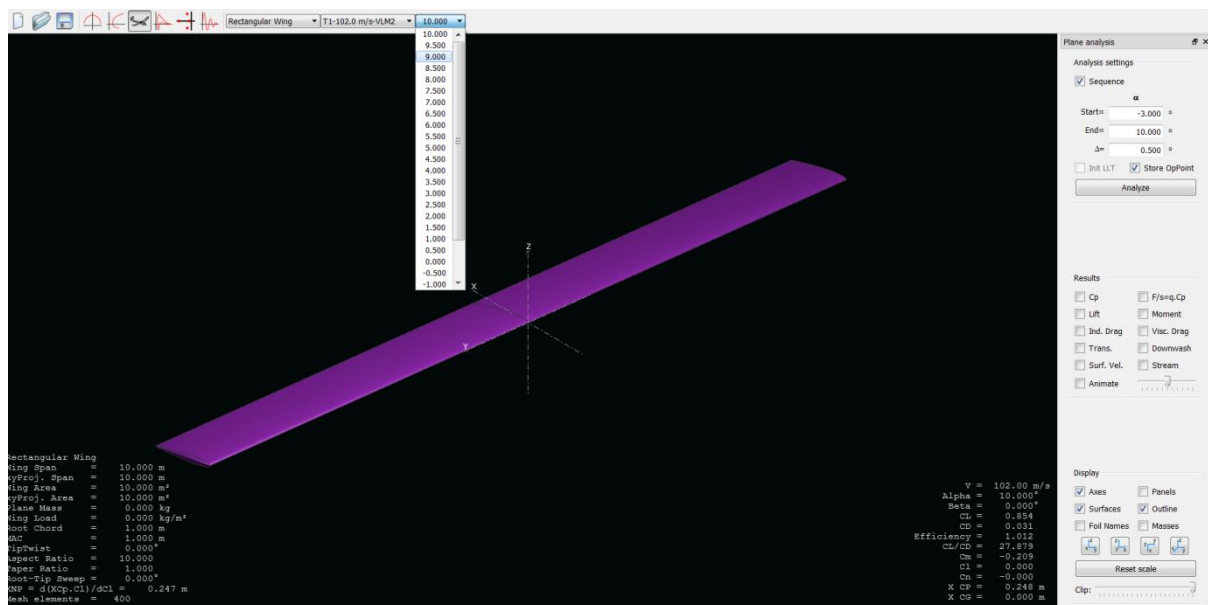 Rectangular Wing T1-102.0 m/s-VLM2 10.000
10.000
9.500
9.000
8.500
8.000
7.500
7.000
6.500
6.000
5.500
5.000
4.500
4.000
3.500
3.000
2.500
2.000
1.500
1.000
0.500
0.000
-0.500
-1.000
Z
X
Y
Rectangular Wing
Wing Span = 10.000 m
xyProj. Span = 10.000 m
Wing Area = 10.000 m²
xyProj. Area = 10.000 m²
Plane Mass = 0.000 kg
Wing Load = 0.000 kg/m²
Root Chord = 1.000 m
MAC = 1.000 m
TipTwist = 0.000°
Aspect Ratio = 10.000
Taper Ratio = 1.000
Root-Tip Sweep = 0.000°
XNP = d(XCp.Cl)/dCl = 0.247 m
Mesh elements = 400
V = 102.00 m/s
Alpha = 10.000°
Beta = 0.000°
CL = 0.854
CD = 0.031
Efficiency = 1.012
CL/CD = 27.879
Cm = -0.209
Cl = 0.000
Cn = -0.000
X_CP = 0.248 m
X_CG = 0.000 m
Plane analysis
Analysis settings
Sequence
α
Start= -3.000 °
End= 10.000 °
Δ= 0.500 °
Init LLT Store OpPoint
Analyze
Results
Cp F/s=q.Cp
Lift Moment
Ind. Drag Visc. Drag
Trans. Downwash
Surf. Vel. Stream
Animate
Display
Axes Panels
Surfaces Outline
Foil Names Masses
Reset scale
Clip: